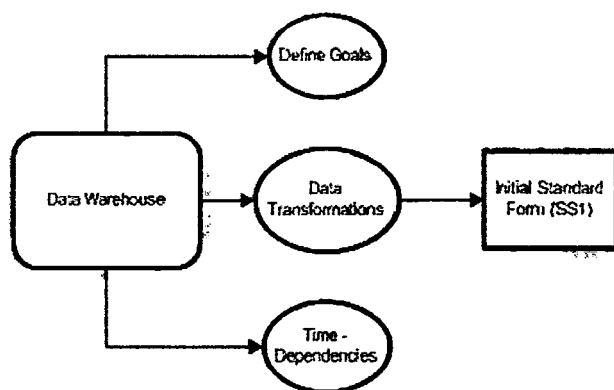 Define Goals
Data Warehouse
Data
Transformations
Initial Standard
Form (SS1)
Time -
Dependencies